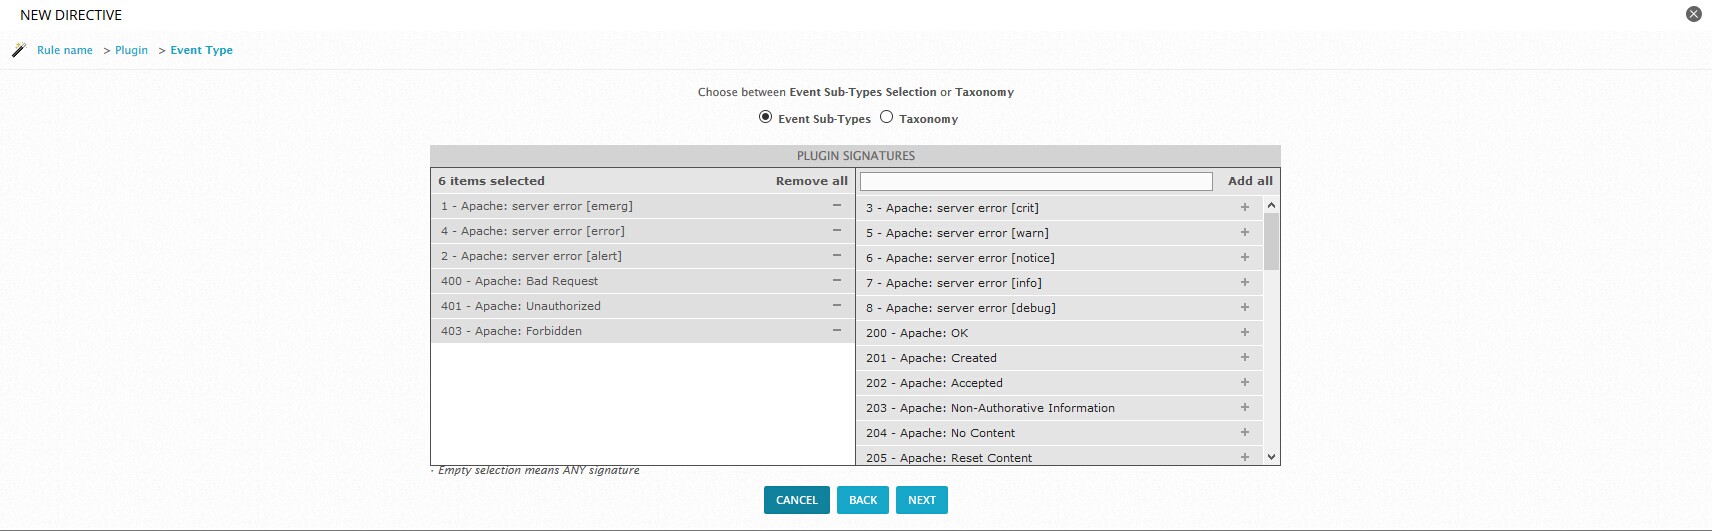 NEW DIRECTIVE
Rule name > Plugin > Event Type
Choose between Event Sub-Types Selection or Taxonomy
Event Sub-Types Taxonomy
PLUGIN SIGNATURES
6 items selected Remove all
1 - Apache: server error [emerg]
4 - Apache: server error [error]
2 - Apache: server error [alert]
400 - Apache: Bad Request
401 - Apache: Unauthorized
403 - Apache: Forbidden
Add all
3 - Apache: server error [crit]
5 - Apache: server error [warn]
6 - Apache: server error [notice]
7 - Apache: server error [info]
8 - Apache: server error [debug]
200 - Apache: OK
201 - Apache: Created
202 - Apache: Accepted
203 - Apache: Non-Authorative Information
204 - Apache: No Content
205 - Apache: Reset Content
· Empty selection means ANY signature
CANCEL BACK NEXT